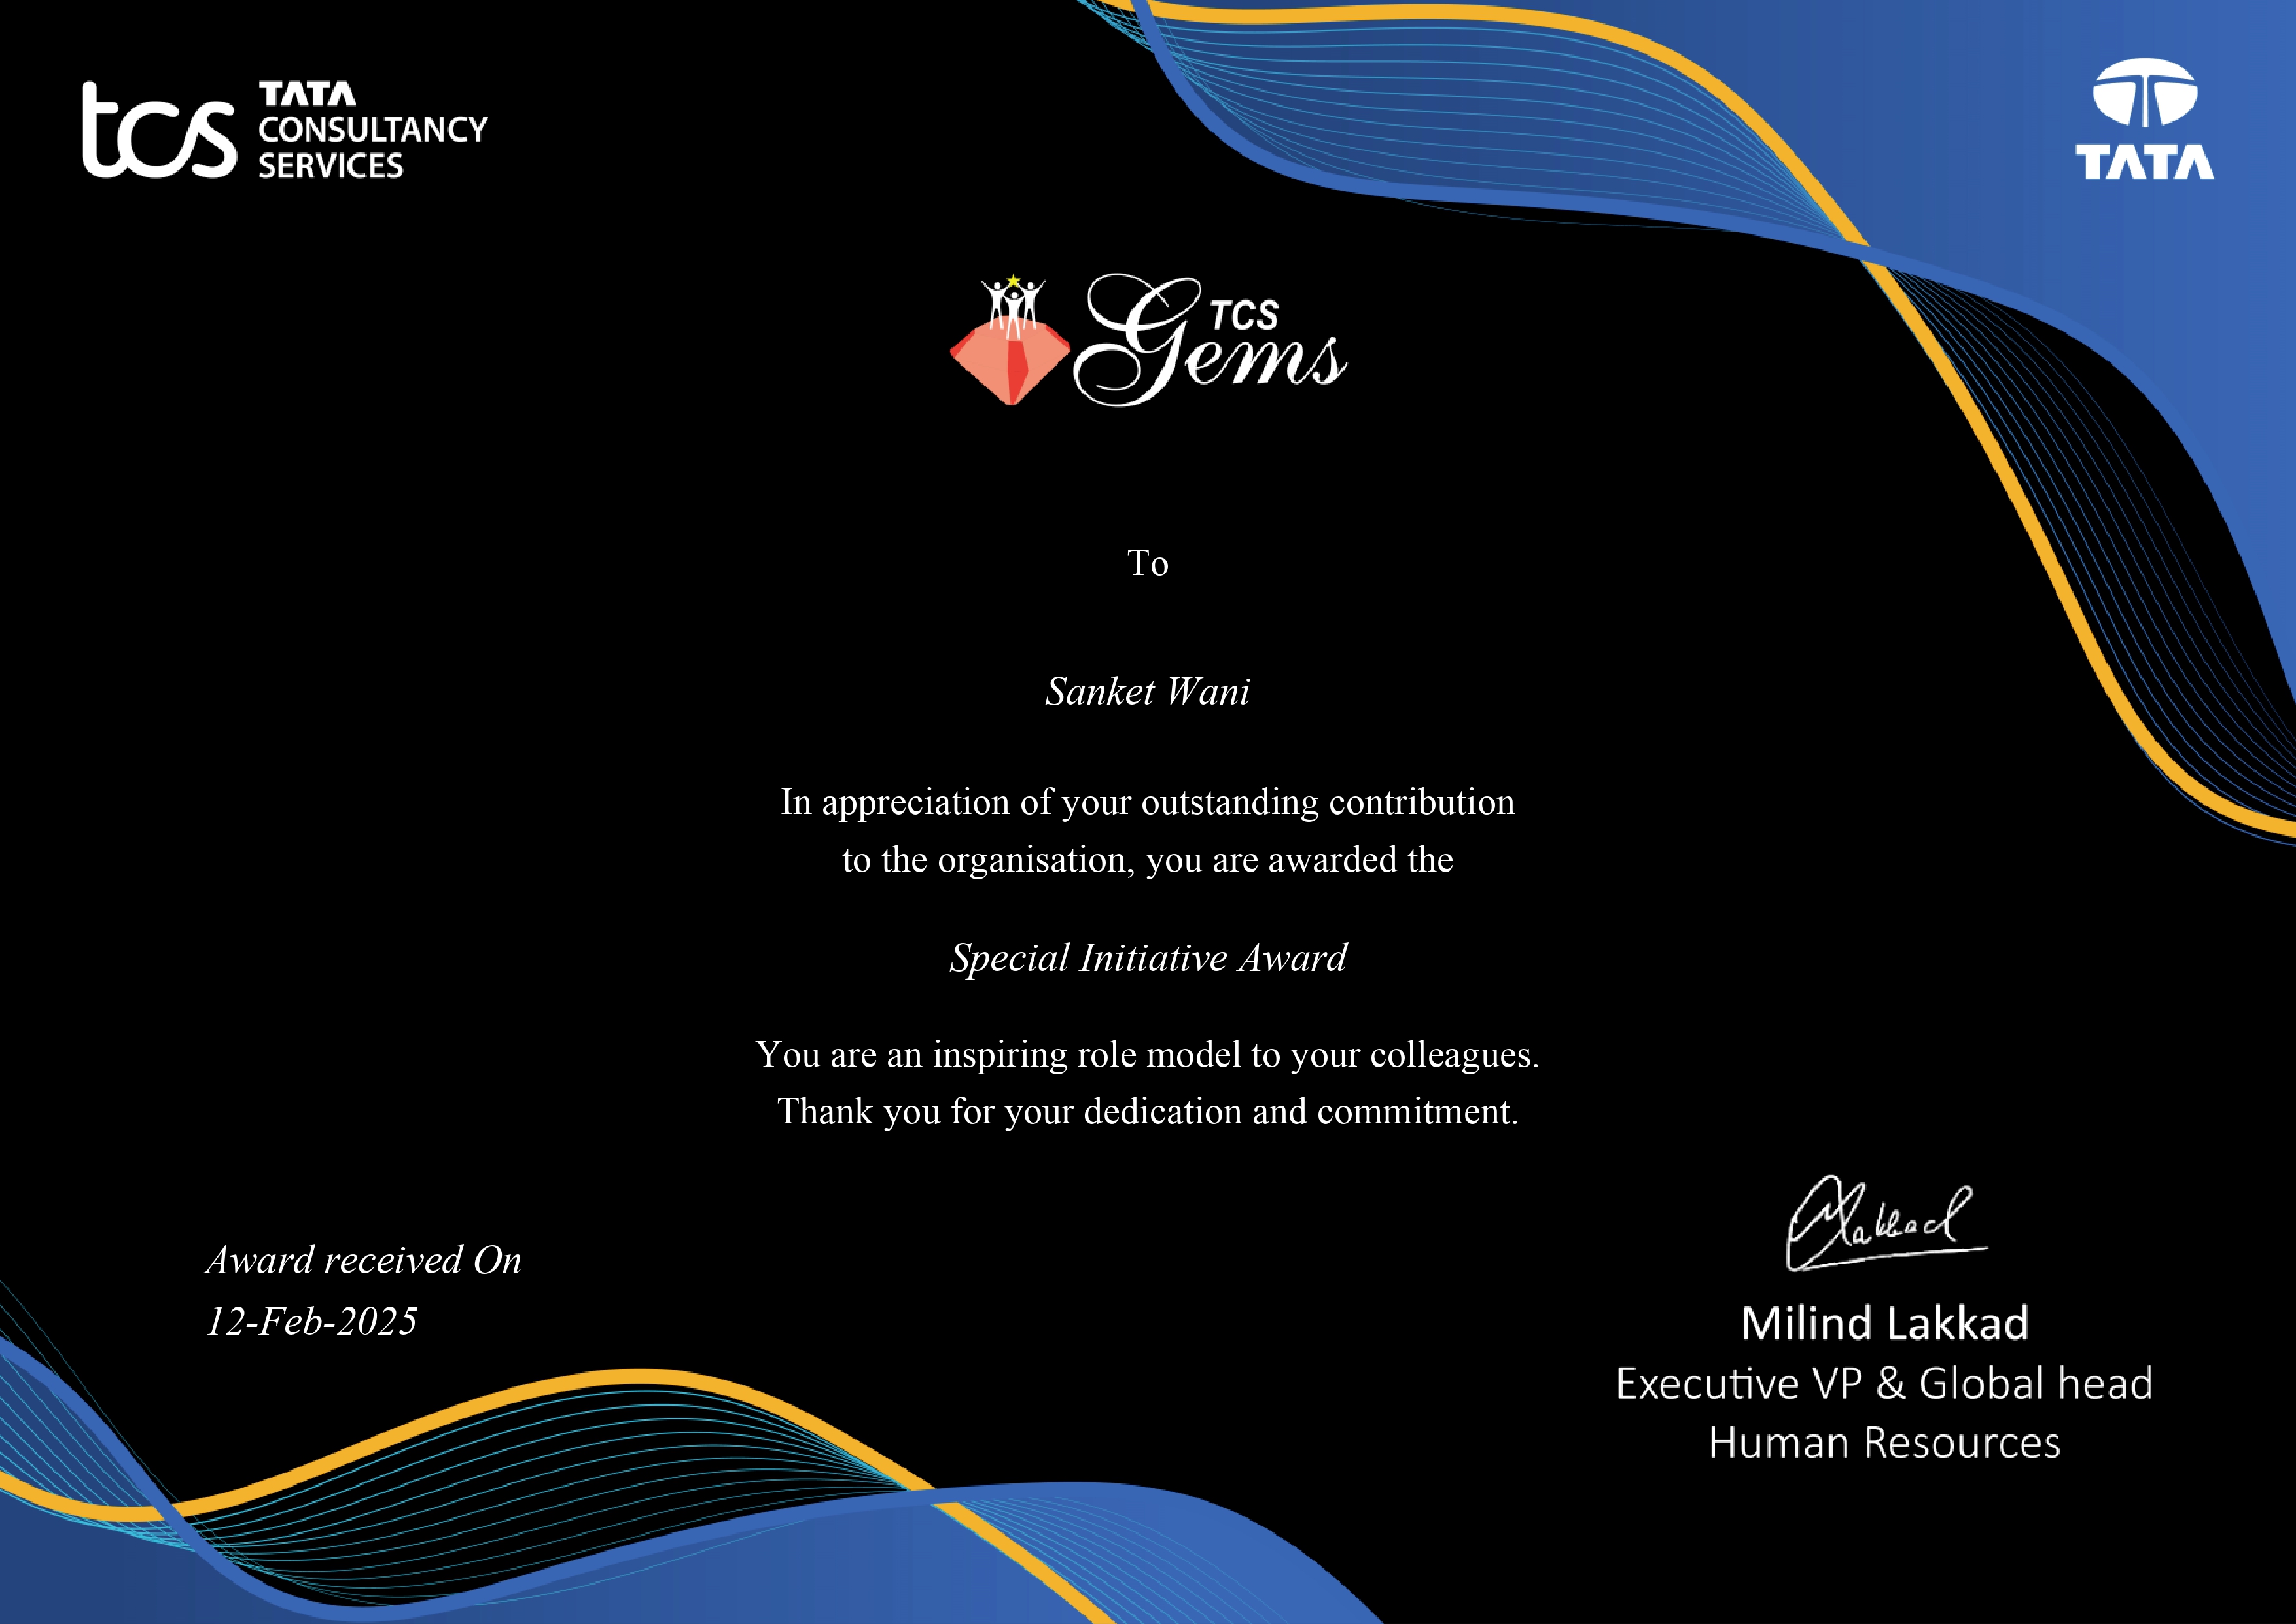 tcs
TATA
CONSULTANCY
SERVICES
TATA
TCS
Gems
To
Sanket Wani
In appreciation of your outstanding contribution
to the organisation, you are awarded the
Special Initiative Award
You are an inspiring role model to your colleagues.
Thank you for your dedication and commitment.
Award received On
12-Feb-2025
Lakkad
Milind Lakkad
Executive VP & Global head
Human Resources